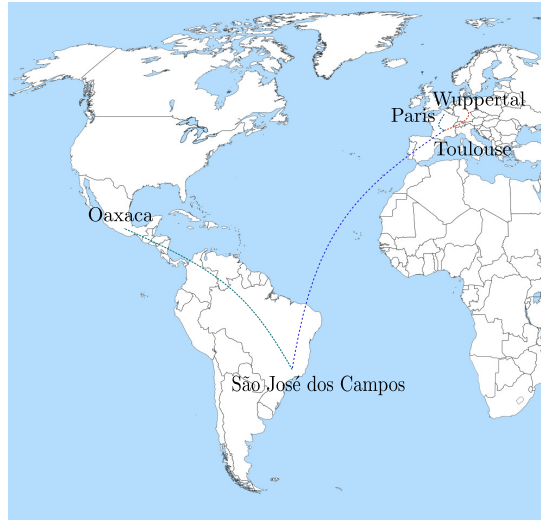 Wuppertal
Paris
Toulouse
Oaxaca
São José dos Campos